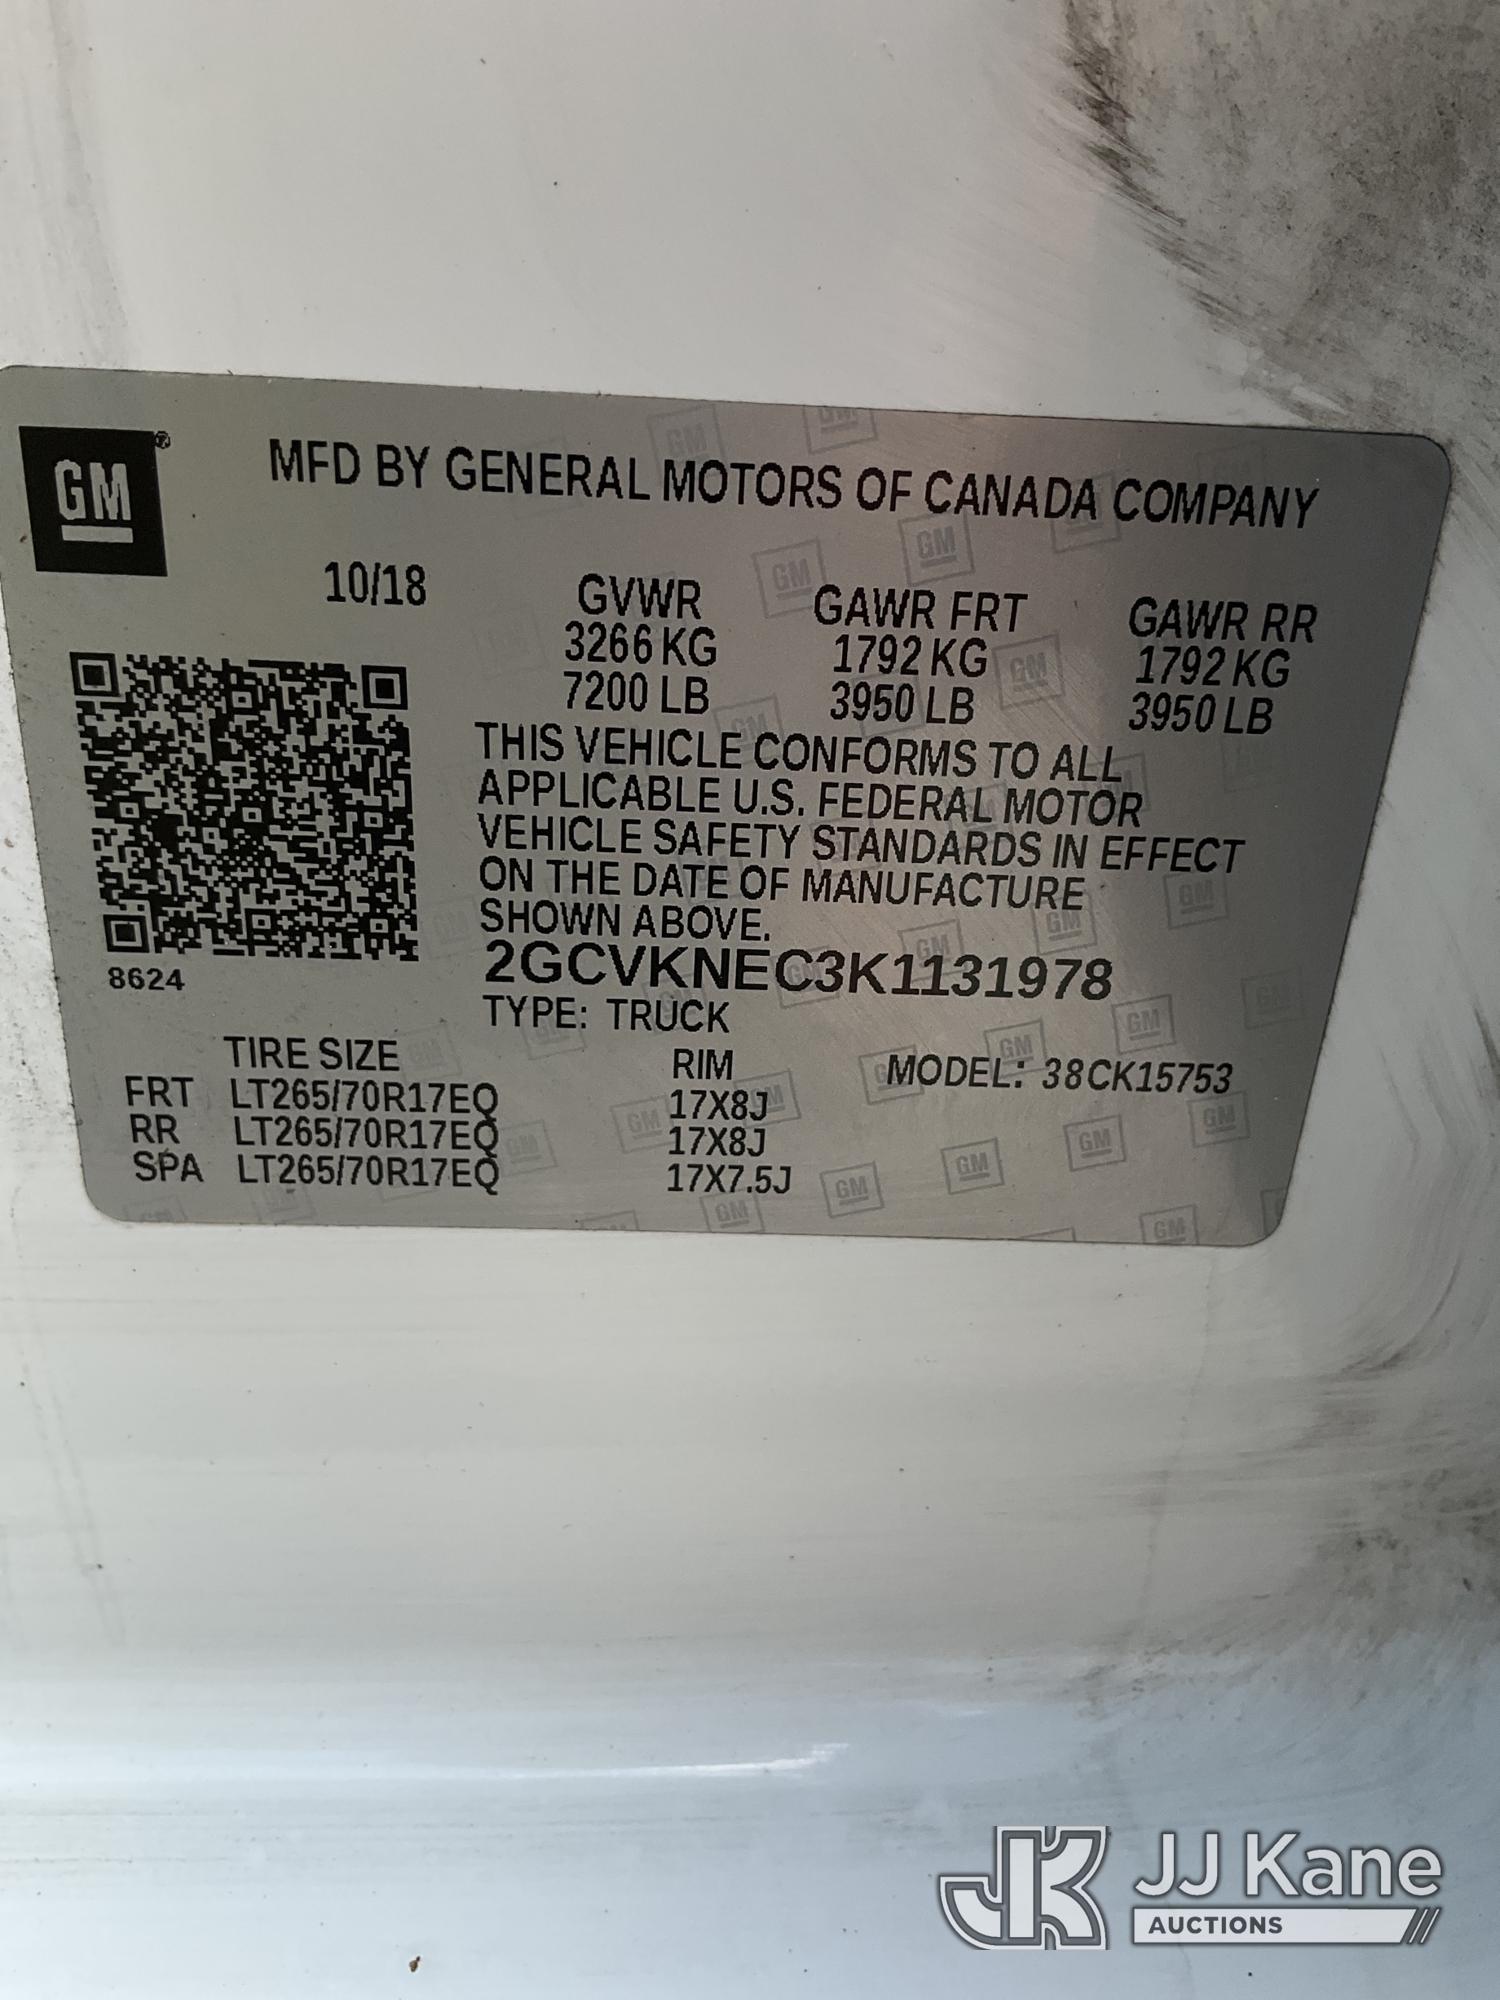 GM ®
MFD BY GENERAL MOTORS OF CANADA COMPANY
10/18 GVWR GAWR FRT GAWR RR
3266 KG 1792 KG 1792 KG
7200 LB 3950 LB 3950 LB
THIS VEHICLE CONFORMS TO ALL
APPLICABLE U.S. FEDERAL MOTOR
VEHICLE SAFETY STANDARDS IN EFFECT
ON THE DATE OF MANUFACTURE
SHOWN ABOVE.
8624
2GCVKNEC3K1131978
TYPE: TRUCK
TIRE SIZE RIM MODEL: 38CK15753
FRT LT265/70R17EQ 17X8J
RR LT265/70R17EQ 17X8J
SPA LT265/70R17EQ 17X7.5J
JK JJ Kane
AUCTIONS